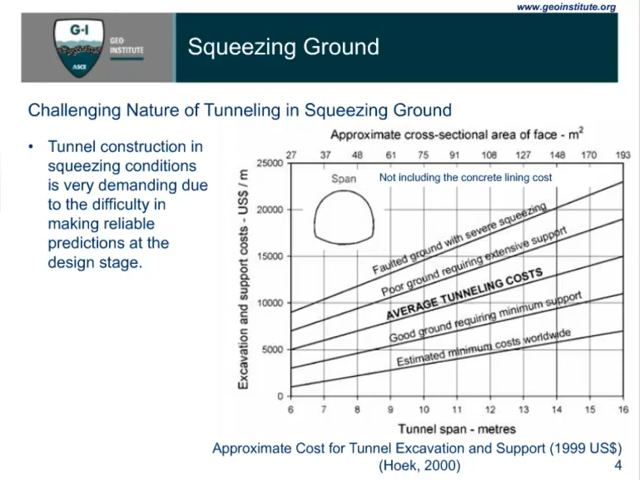 www.geoinstitute.org
G-I
GEO
INSTITUTE
ASCE
Squeezing Ground
Challenging Nature of Tunneling in Squeezing Ground
• Tunnel construction in
squeezing conditions
is very demanding due
to the difficulty in
making reliable
predictions at the
design stage.
Approximate cross-sectional area of face - m²
27 37 48 61 75 91 108 127 148 170 193
Excavation and support costs - US$ / m
25000
20000
15000
10000
5000
0
Span
Not including the concrete lining cost
Faulted ground with severe squeezing
Poor ground requiring extensive support
AVERAGE TUNNELING COSTS
Good ground requiring minimum support
Estimated minimum costs worldwide
6 7 8 9 10 11 12 13 14 15 16
Tunnel span - metres
Approximate Cost for Tunnel Excavation and Support (1999 US$)
(Hoek, 2000)
4